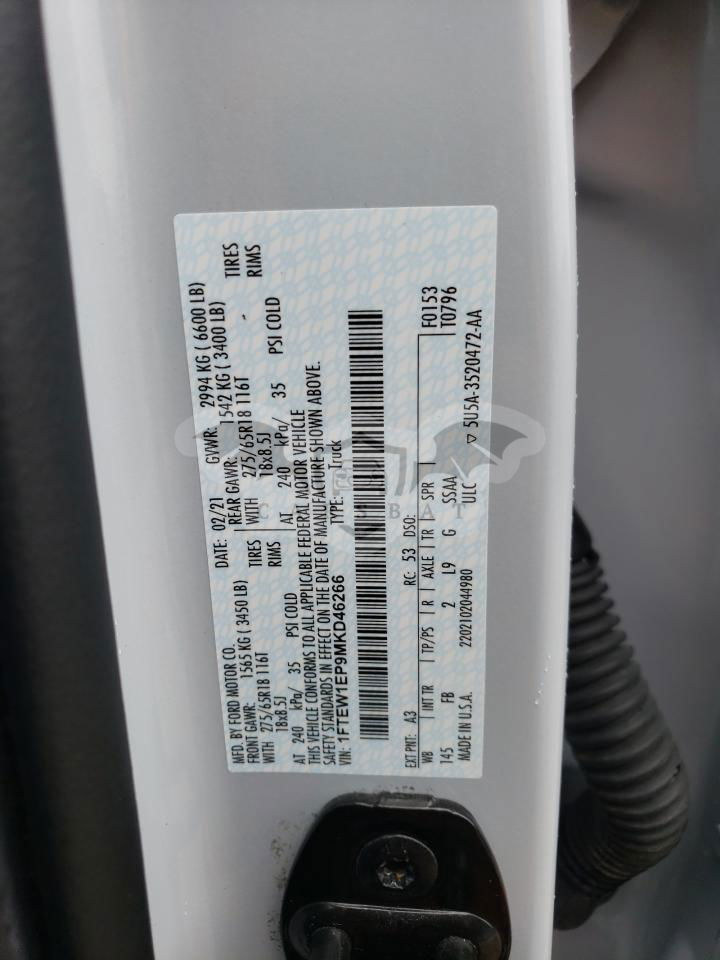 MFD. BY FORD MOTOR CO. DATE: 02/21 GVWR: 2994 KG ( 6600 LB)
FRONT GAWR: 1565 KG ( 3450 LB) REAR GAWR: 1542 KG ( 3400 LB)
WITH 275/65R18 116T TIRES WITH 275/65R18 116T TIRES
18x8.5J RIMS 18x8.5J - RIMS
AT 240 kPa/ 35 PSI COLD AT 240 kPa/ 35 PSI COLD
THIS VEHICLE CONFORMS TO ALL APPLICABLE FEDERAL MOTOR VEHICLE
SAFETY STANDARDS IN EFFECT ON THE DATE OF MANUFACTURE SHOWN ABOVE.
VIN: 1FTEW1EP9MKD46266 TYPE: Truck
EXT PNT: A3 RC: 53 DSO: F0153
T0796
WB INT TR TP/PS R AXLE TR SPR
145 FB 2 L9 G SSAA
MADE IN U.S.A. 2202102044980 ULC ▽ 5U5A-3520472-AA
C S B A T